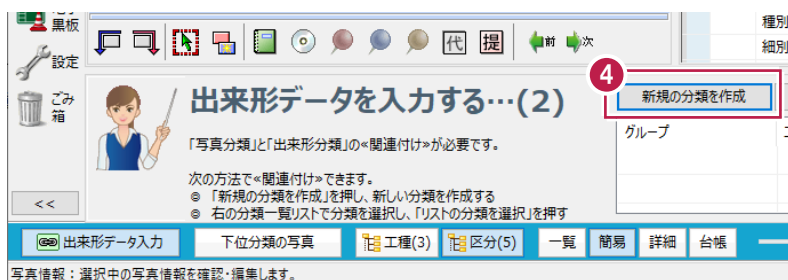 黒板
種別
細別
設定
代 提 前 次
ごみ
箱
4
出来形データを入力する…(2)
新規の分類を作成
グループ
「写真分類」と「出来形分類」の≪関連付け≫が必要です。
次の方法で≪関連付け≫できます。
◎ 「新規の分類を作成」を押し、新しい分類を作成する
◎ 右の分類一覧リストで分類を選択し、「リストの分類を選択」を押す
<<
出来形データ入力 下位分類の写真 工種(3) 区分(5) 一覧 簡易 詳細 台帳
写真情報：選択中の写真情報を確認・編集します。